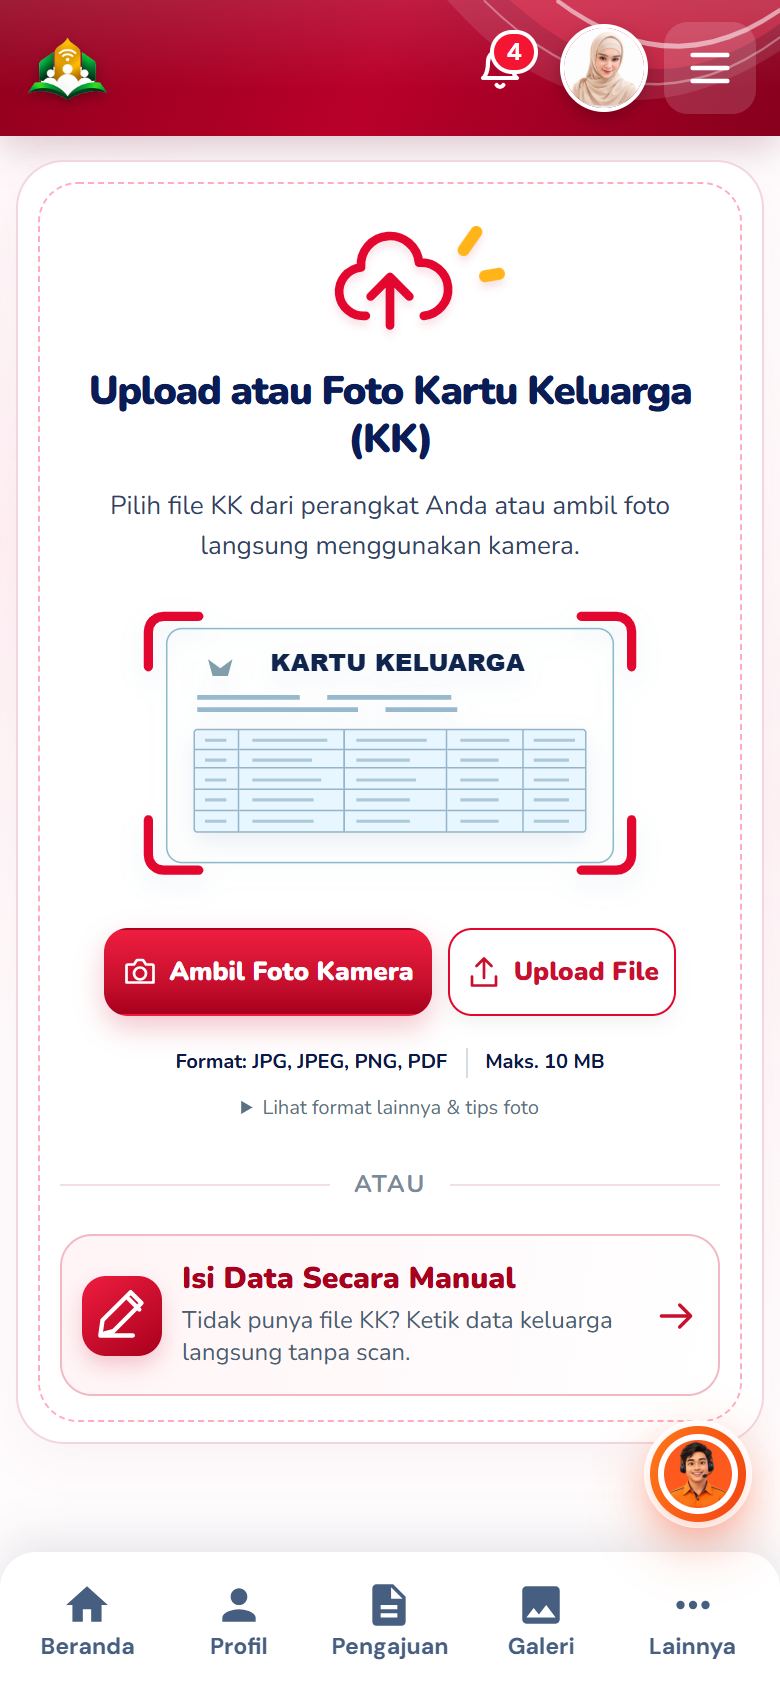 4
Upload atau Foto Kartu Keluarga
(KK)
Pilih file KK dari perangkat Anda atau ambil foto
langsung menggunakan kamera.
KARTU KELUARGA
Ambil Foto Kamera
Upload File
Format: JPG, JPEG, PNG, PDF
Maks. 10 MB
Lihat format lainnya & tips foto
ATAU
Isi Data Secara Manual
Tidak punya file KK? Ketik data keluarga
langsung tanpa scan.
Beranda
Profil
Pengajuan
Galeri
Lainnya